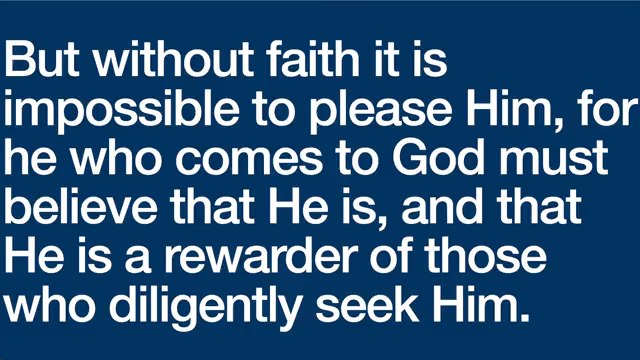 But without faith it is
impossible to please Him, for
he who comes to God must
believe that He is, and that
He is a rewarder of those
who diligently seek Him.